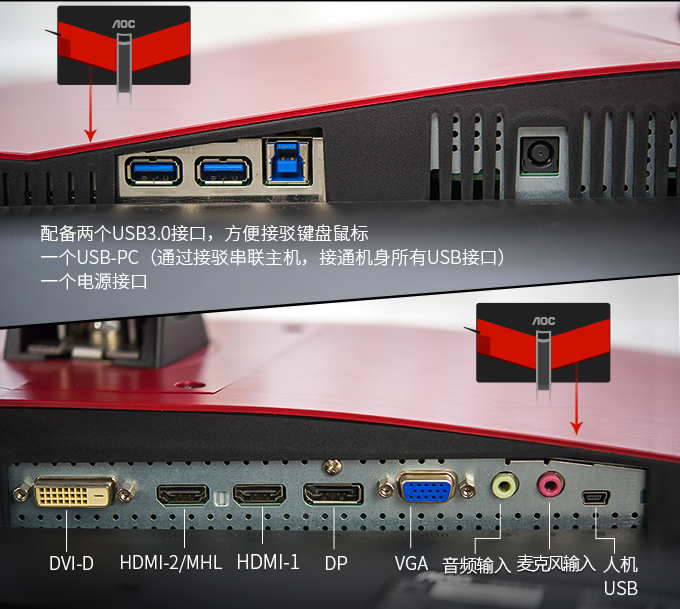 AOC
配备两个USB3.0接口，方便接驳键盘鼠标
一个USB-PC（通过接驳串联主机，接通机身所有USB接口）
一个电源接口
AOC
DVI-D HDMI-2/MHL HDMI-1 DP VGA 音频输入 麦克风输入 人机
USB